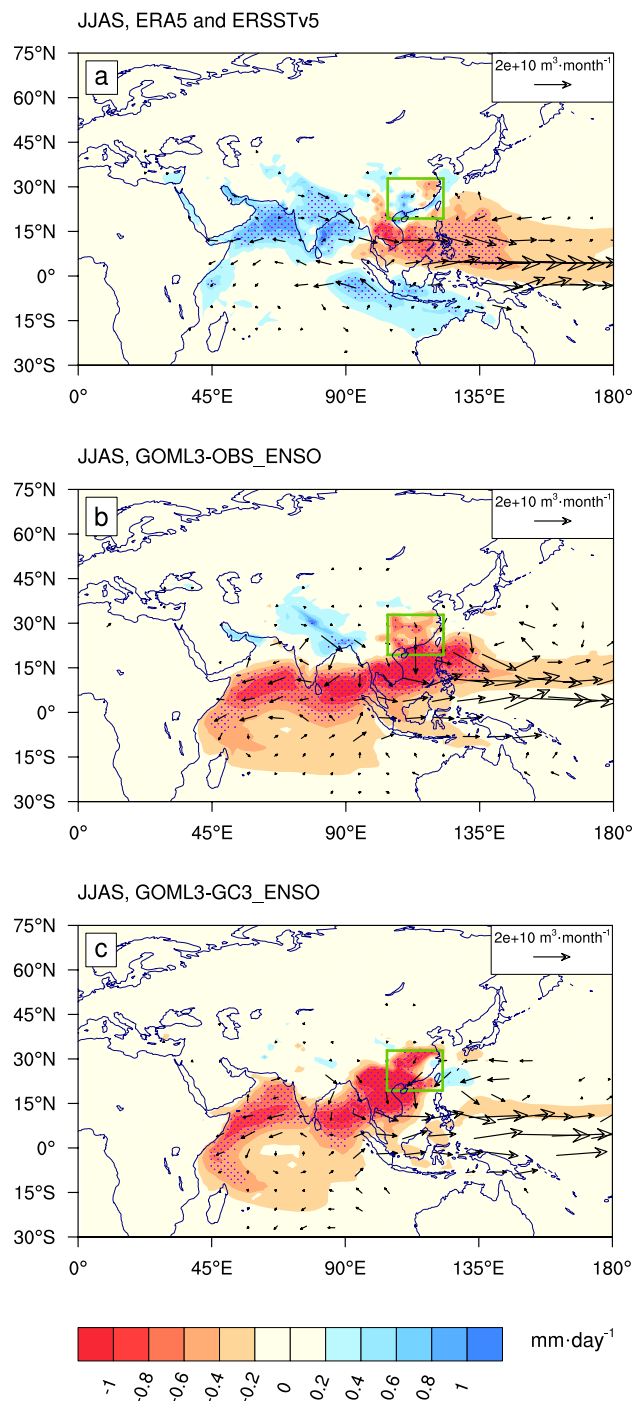 JJAS, ERA5 and ERSSTv5
75°N
60°N
45°N
30°N
15°N
0°
15°S
30°S
a
2e+10 m³·month⁻¹
0°
45°E
90°E
135°E
180°
JJAS, GOML3-OBS_ENSO
75°N
60°N
45°N
30°N
15°N
0°
15°S
30°S
b
2e+10 m³·month⁻¹
0°
45°E
90°E
135°E
180°
JJAS, GOML3-GC3_ENSO
75°N
60°N
45°N
30°N
15°N
0°
15°S
30°S
c
2e+10 m³·month⁻¹
0°
45°E
90°E
135°E
180°
mm·day⁻¹
-1
-0.8
-0.6
-0.4
-0.2
0
0.2
0.4
0.6
0.8
1